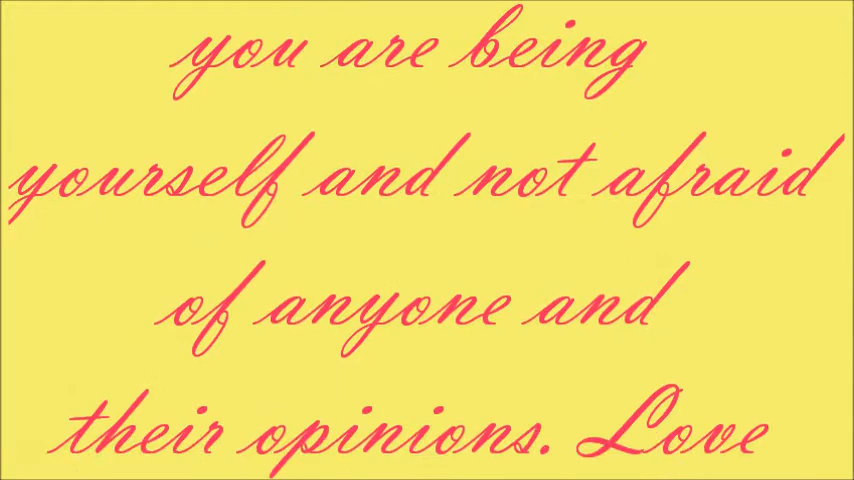 you are being
yourself and not afraid
of anyone and
their opinions. Love